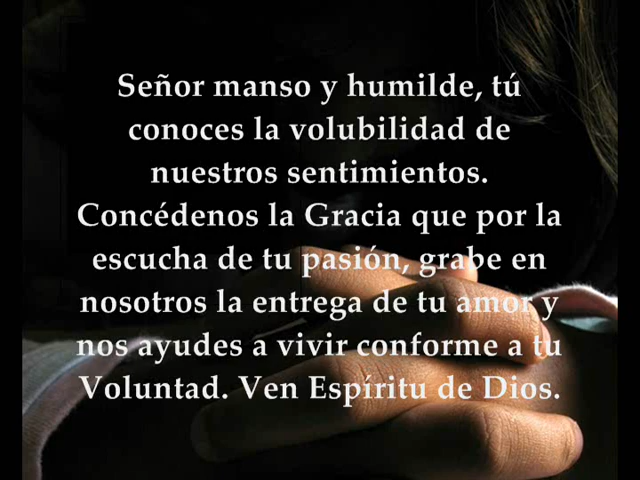 Señor manso y humilde, tú
conoces la volubilidad de
nuestros sentimientos.
Concédenos la Gracia que por la
escucha de tu pasión, grabe en
nosotros la entrega de tu amor y
nos ayudes a vivir conforme a tu
Voluntad. Ven Espíritu de Dios.